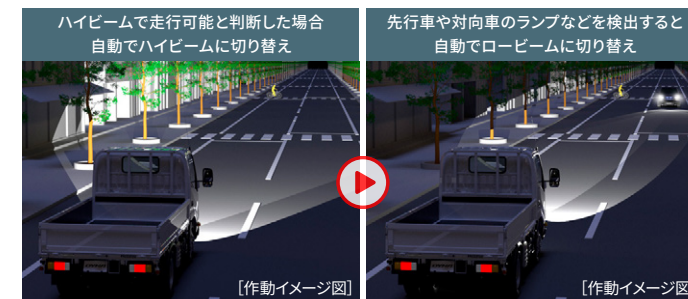 ハイビームで走行可能と判断した場合
自動でハイビームに切り替え
先行車や対向車のランプなどを検出すると
自動でロービームに切り替え
[作動イメージ図]
[作動イメージ図